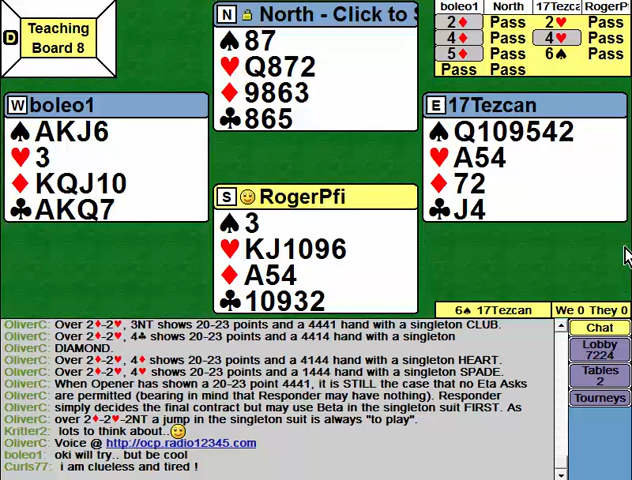 boleo1 North 17Tezca RogerPf
2♦ Pass 2♥ Pass
4♦ Pass 4♥ Pass
5♦ Pass 6♠ Pass
Pass Pass
D
Teaching
Board 8
N North - Click to S
♠ 87
♥ Q872
♦ 9863
♣ 865
W boleo1
♠ AKJ6
♥ 3
♦ KQJ10
♣ AKQ7
E 17Tezcan
♠ Q109542
♥ A54
♦ 72
♣ J4
S RogerPfi
♠ 3
♥ KJ1096
♦ A54
♣ 10932
6♠ 17Tezcan We 0 They 0
OliverC: Over 2♦-2♥, 3NT shows 20-23 points and a 4441 hand with a singleton CLUB.
OliverC: Over 2♦-2♥, 4♣ shows 20-23 points and a 4414 hand with a singleton
DIAMOND.
OliverC: Over 2♦-2♥, 4♦ shows 20-23 points and a 4144 hand with a singleton HEART.
OliverC: Over 2♦-2♥, 4♥ shows 20-23 points and a 1444 hand with a singleton SPADE.
OliverC: When Opener has shown a 20-23 point 4441, it is STILL the case that no Eta Asks
are permitted (bearing in mind that Responder may have nothing). Responder
simply decides the final contract but may use Beta in the singleton suit FIRST. As
over 2♦-2♥-2NT a jump in the singleton suit is always "to play".
Kritter2: lots to think about..
OliverC: Voice @ http://ocp.radio12345.com
boleo1: oki will try.. but be cool
Curls77: i am clueless and tired !
Chat
Lobby
7224
Tables
2
Tourneys